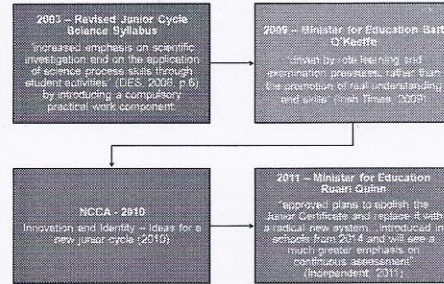 2003 – Revised Junior Cycle
Science Syllabus
"increased emphasis on scientific
investigation and on the application
of science process skills through
student activities" (DES, 2006, p.6)
by introducing a compulsory
practical work component
2009 – Minister for Education Batt
O'Keeffe
"driven by rote learning and
examination pressures, rather than
the promotion of real understanding
and skills" (Irish Times, 2009)
NCCA - 2010
Innovation and Identity – Ideas for a
new junior cycle (2010)
2011 – Minister for Education
Ruairi Quinn
"approved plans to abolish the
Junior Certificate and replace it with
a radical new system…introduced in
schools from 2014 and will see a
much greater emphasis on
continuous assessment"
(Independent, 2011)